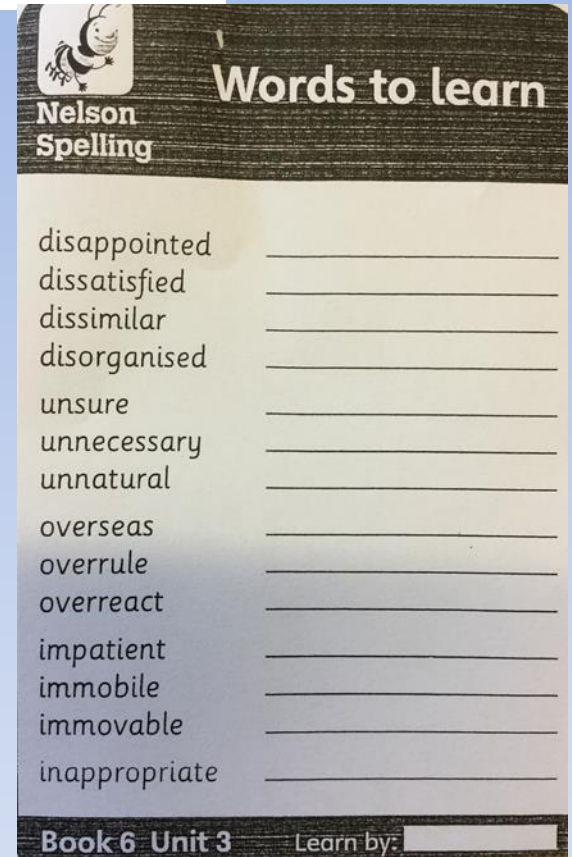 Nelson
Spelling
Words to learn
disappointed
dissatisfied
dissimilar
disorganised
unsure
unnecessary
unnatural
overseas
overrule
overreact
impatient
immobile
immovable
inappropriate
Book 6 Unit 3 Learn by: